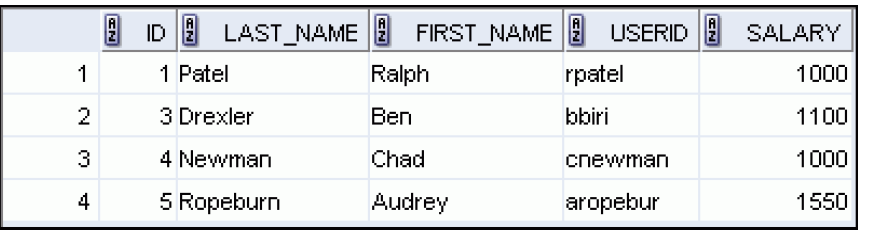 ID LAST_NAME FIRST_NAME USERID SALARY
1 1 Patel Ralph rpatel 1000
2 3 Drexler Ben bbiri 1100
3 4 Newman Chad cnewman 1000
4 5 Ropeburn Audrey aropebur 1550